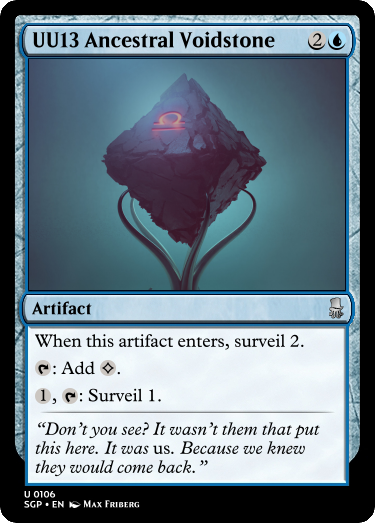 UU13 Ancestral Voidstone 2
Artifact
When this artifact enters, surveil 2.
: Add .
1, : Surveil 1.
“Don't you see? It wasn't them that put
this here. It was us. Because we knew
they would come back.”
U 0106
SGP • EN Max Friberg